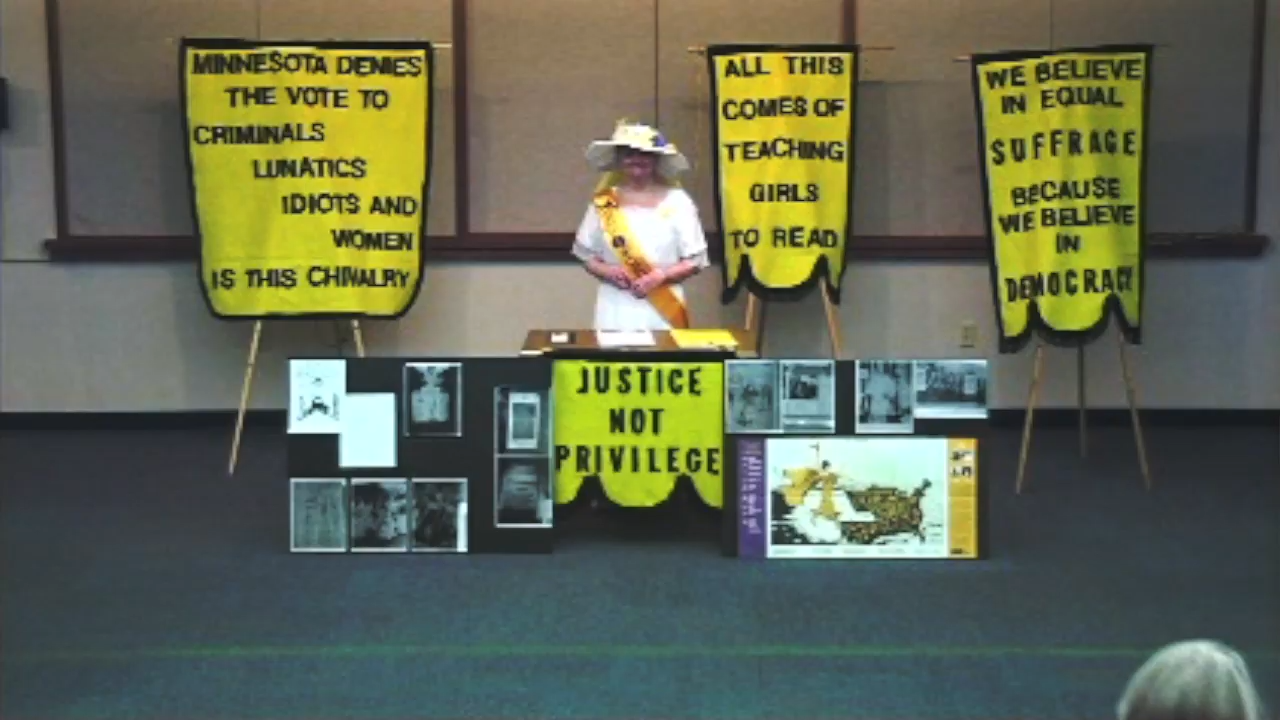 MINNESOTA DENIES
THE VOTE TO
CRIMINALS
LUNATICS
IDIOTS AND
WOMEN
IS THIS CHIVALRY
ALL THIS
COMES OF
TEACHING
GIRLS
TO READ
WE BELIEVE
IN EQUAL
SUFFRAGE
BECAUSE
WE BELIEVE
IN
DEMOCRACY
JUSTICE
NOT
PRIVILEGE